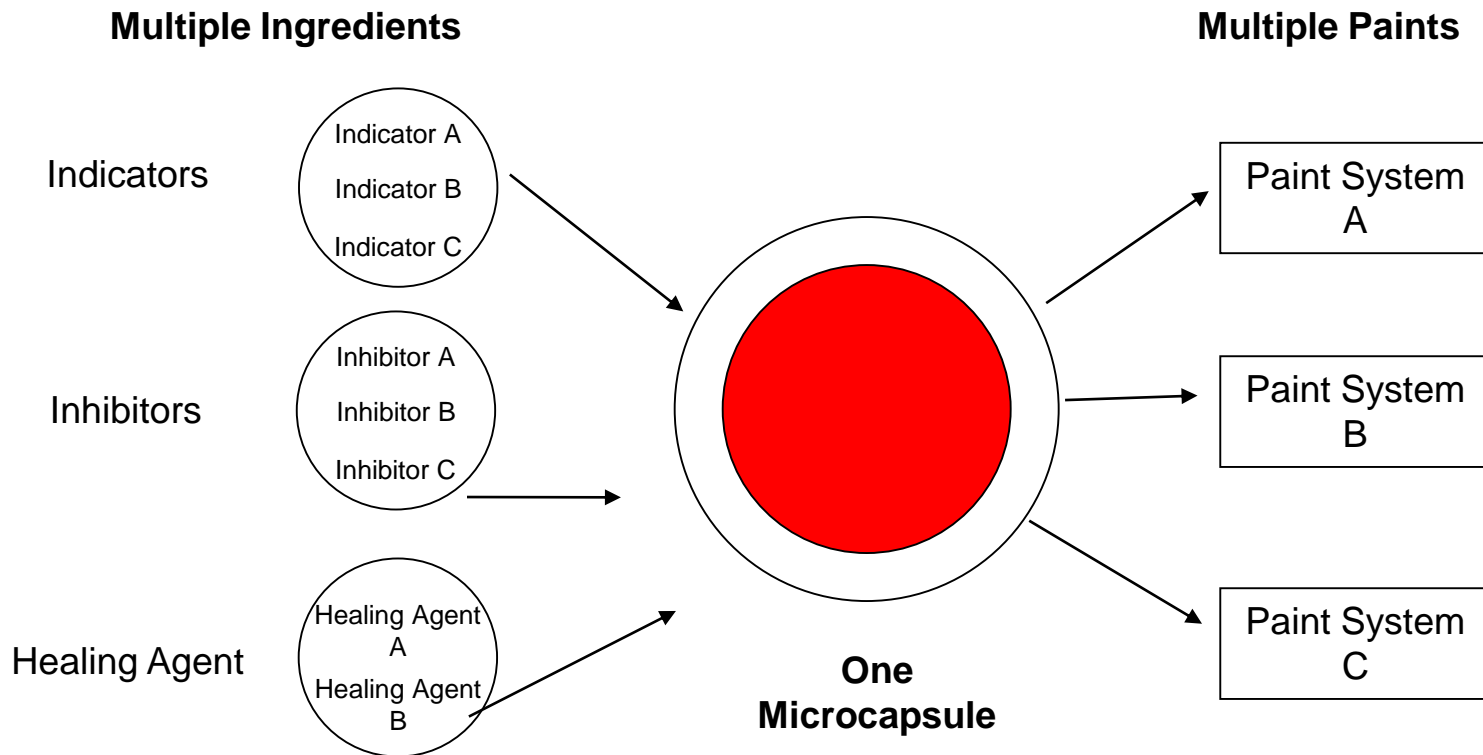 Multiple Ingredients
Multiple Paints
Indicators
Indicator A
Indicator B
Indicator C
Inhibitors
Inhibitor A
Inhibitor B
Inhibitor C
Healing Agent
Healing Agent
A
Healing Agent
B
One
Microcapsule
Paint System
A
Paint System
B
Paint System
C